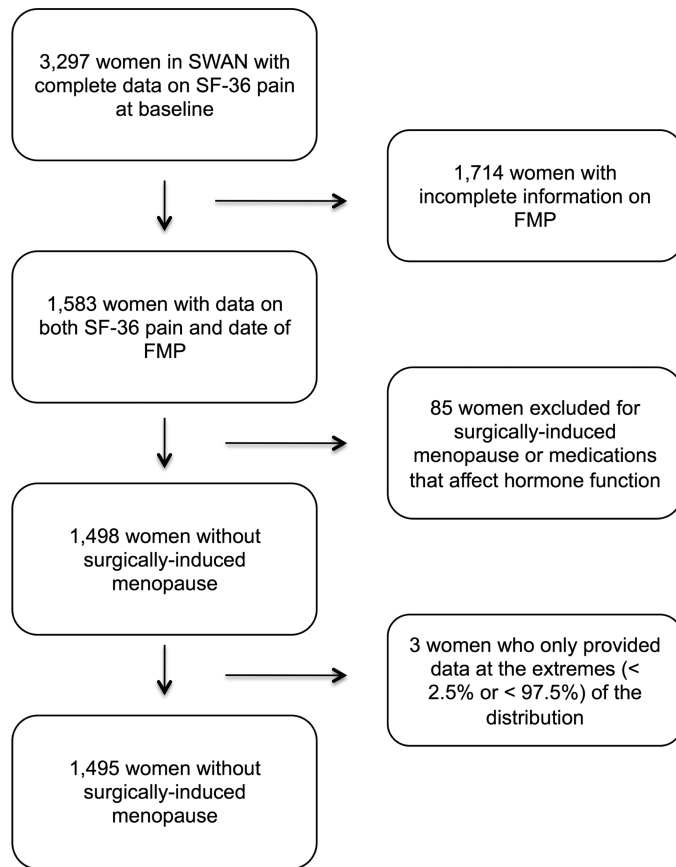 3,297 women in SWAN with
complete data on SF-36 pain
at baseline
1,714 women with
incomplete information on
FMP
1,583 women with data on
both SF-36 pain and date of
FMP
85 women excluded for
surgically-induced
menopause or medications
that affect hormone function
1,498 women without
surgically-induced
menopause
3 women who only provided
data at the extremes (<
2.5% or < 97.5%) of the
distribution
1,495 women without
surgically-induced
menopause